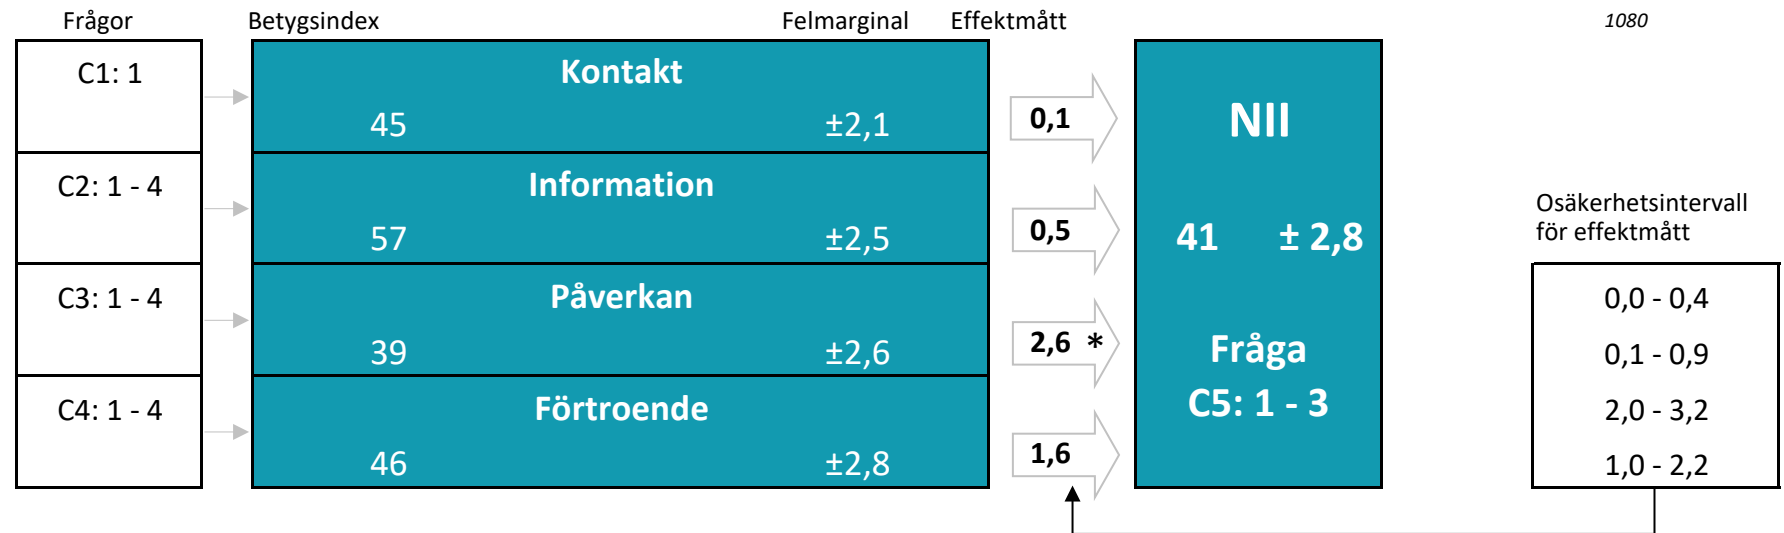 Frågor Betygsindex Felmarginal Effektmått 1080
C1: 1
Kontakt
45 ±2,1
0,1
C2: 1 - 4
Information
57 ±2,5
0,5
C3: 1 - 4
Påverkan
39 ±2,6
2,6 *
C4: 1 - 4
Förtroende
46 ±2,8
1,6
NII
41 ± 2,8
Fråga
C5: 1 - 3
Osäkerhetsintervall
för effektmått
0,0 - 0,4
0,1 - 0,9
2,0 - 3,2
1,0 - 2,2